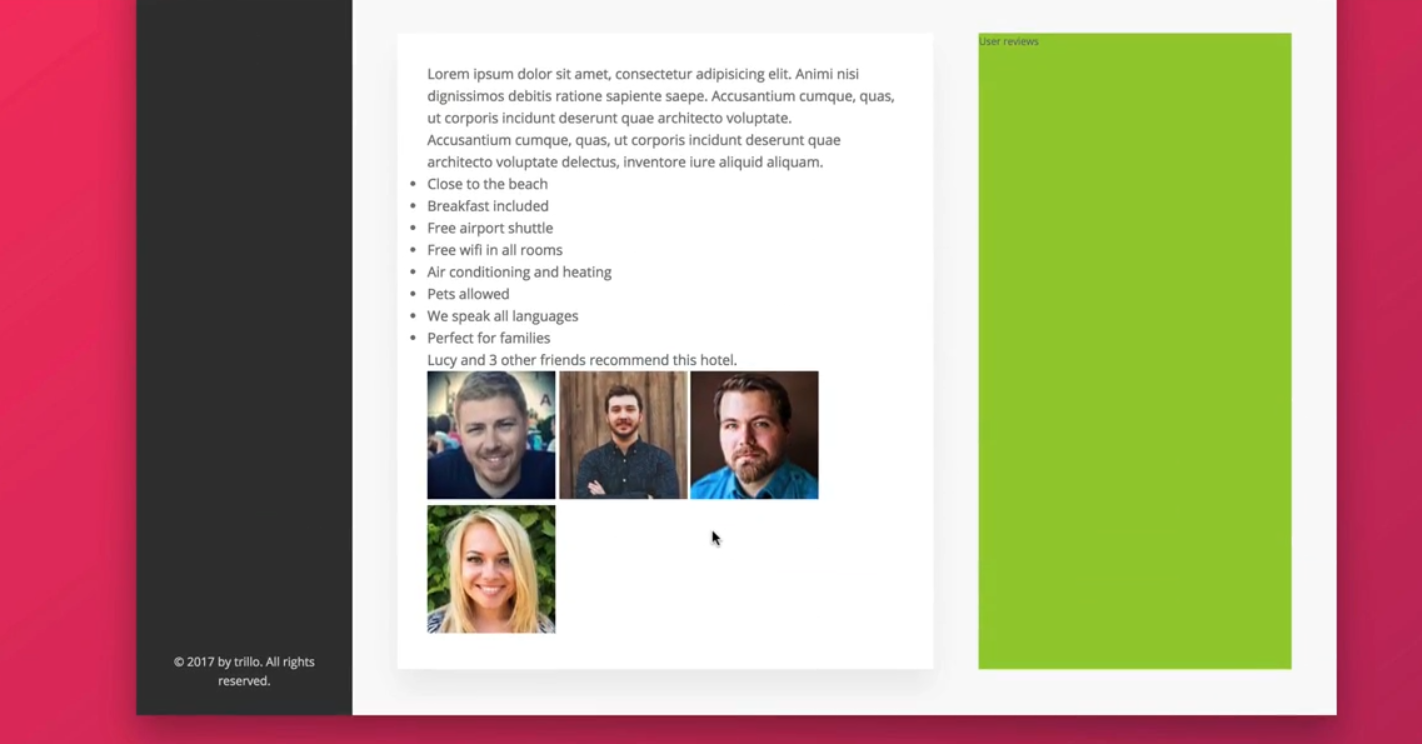 User reviews
Lorem ipsum dolor sit amet, consectetur adipisicing elit. Animi nisi
dignissimos debitis ratione sapiente saepe. Accusantium cumque, quas,
ut corporis incidunt deserunt quae architecto voluptate.
Accusantium cumque, quas, ut corporis incidunt deserunt quae
architecto voluptate delectus, inventore iure aliquid aliquam.
• Close to the beach
• Breakfast included
• Free airport shuttle
• Free wifi in all rooms
• Air conditioning and heating
• Pets allowed
• We speak all languages
• Perfect for families
Lucy and 3 other friends recommend this hotel.
A
© 2017 by trillo. All rights
reserved.